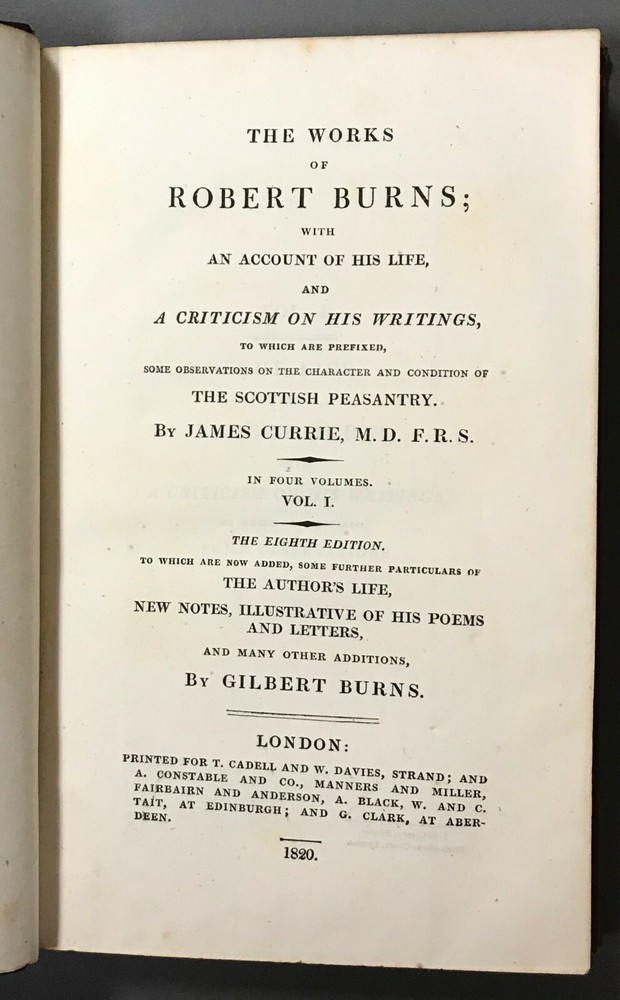 THE WORKS
OF
ROBERT BURNS;
WITH
AN ACCOUNT OF HIS LIFE,
AND
A CRITICISM ON HIS WRITINGS,
TO WHICH ARE PREFIXED,
SOME OBSERVATIONS ON THE CHARACTER AND CONDITION OF
THE SCOTTISH PEASANTRY.
BY JAMES CURRIE, M.D. F.R.S.
IN FOUR VOLUMES.
VOL. I.
THE EIGHTH EDITION.
TO WHICH ARE NOW ADDED, SOME FURTHER PARTICULARS OF
THE AUTHOR'S LIFE,
NEW NOTES, ILLUSTRATIVE OF HIS POEMS
AND LETTERS,
AND MANY OTHER ADDITIONS,
BY GILBERT BURNS.
LONDON:
PRINTED FOR T. CADELL AND W. DAVIES, STRAND; AND
A. CONSTABLE AND CO., MANNERS AND MILLER,
FAIRBAIRN AND ANDERSON, A. BLACK, W. AND C.
TAIT, AT EDINBURGH; AND G. CLARK, AT ABER-
DEEN.
1820.